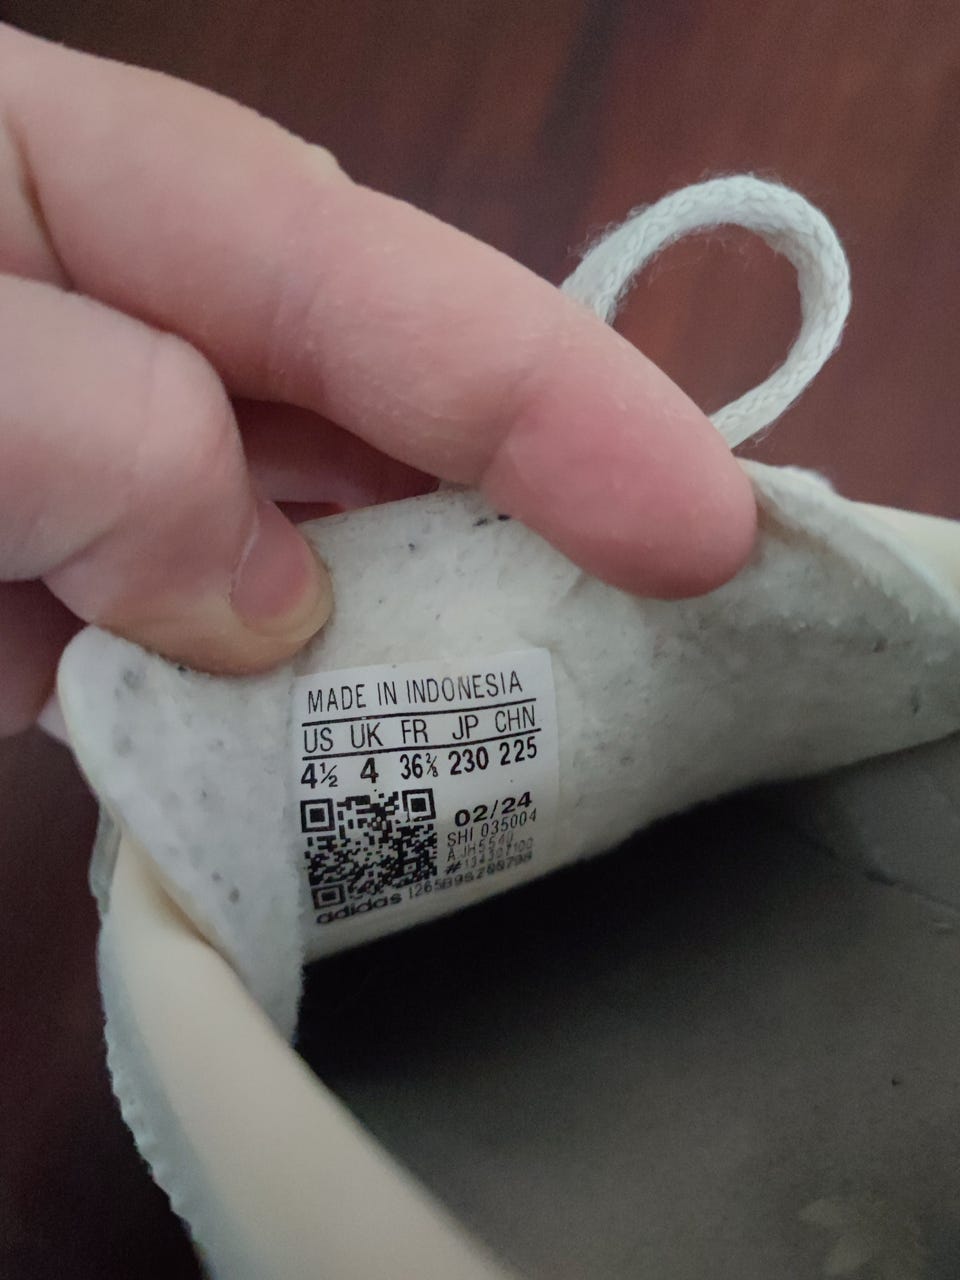 MADE IN INDONESIA
US UK FR JP CHN
4½ 4 36⅔ 230 225
02/24
SHI 035004
adidas